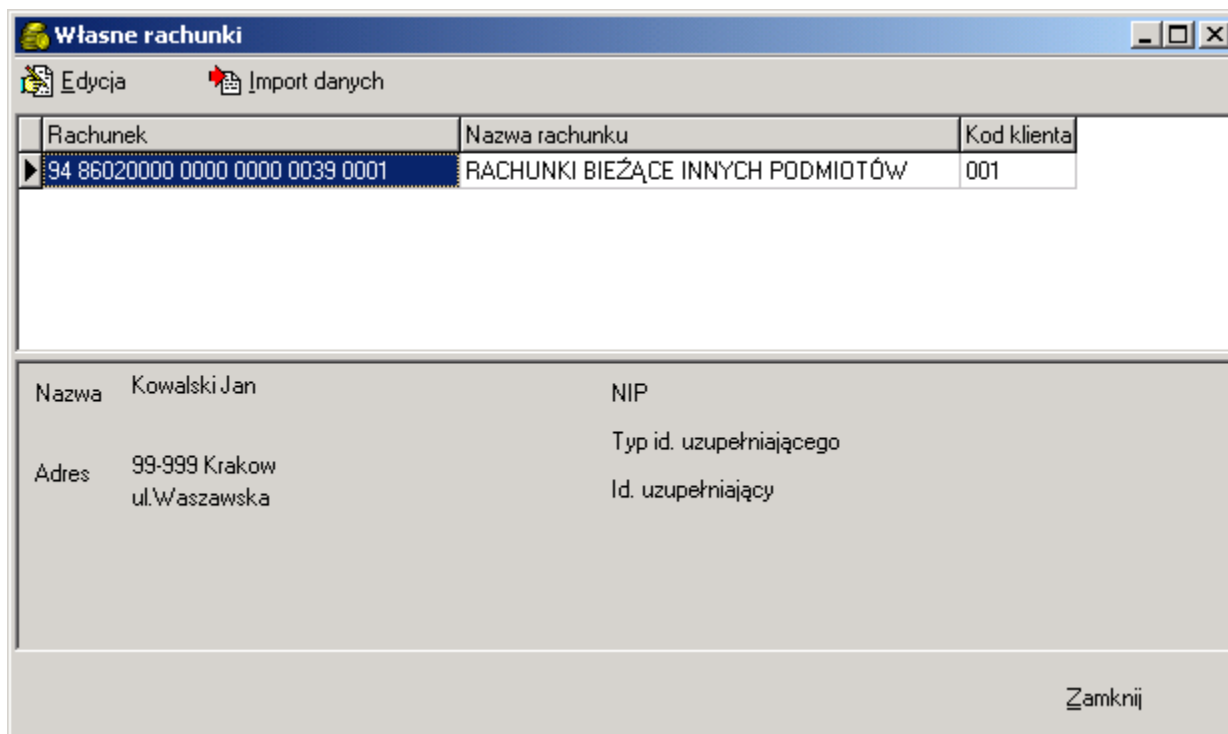 Własne rachunki
Edycja Import danych
Rachunek Nazwa rachunku Kod klienta
94 86020000 0000 0000 0039 0001 RACHUNKI BIEŹĄCE INNYCH PODMIOTÓW 001
Nazwa Kowalski Jan NIP
Typ id. uzupełniającego
Adres 99-999 Krakow
ul.Waszawska Id. uzupełniający
Zamknij